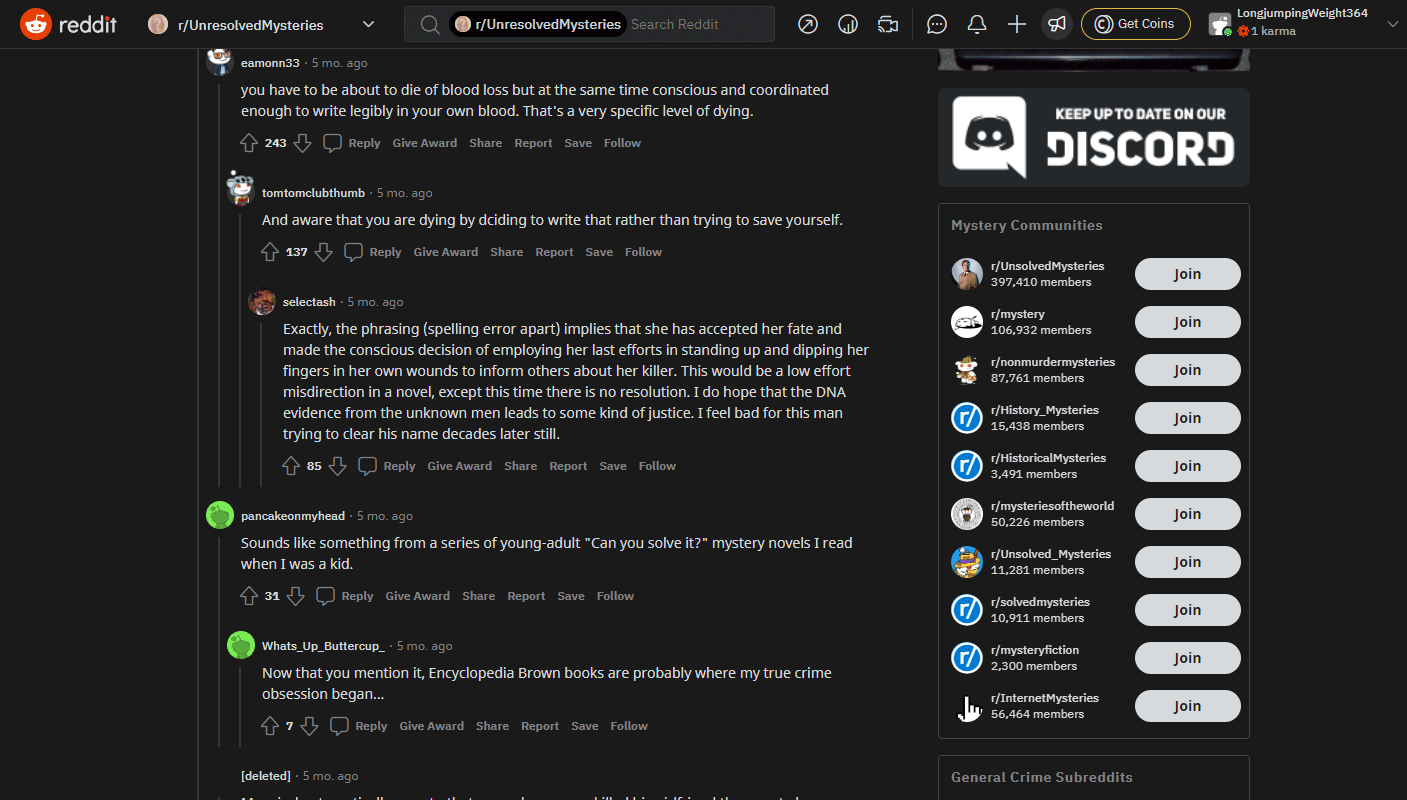 reddit
r/UnresolvedMysteries
r/UnresolvedMysteries Search Reddit
Get Coins
LongjumpingWeight364
1 karma
eamonn33 · 5 mo. ago
you have to be about to die of blood loss but at the same time conscious and coordinated
enough to write legibly in your own blood. That's a very specific level of dying.
243 Reply Give Award Share Report Save Follow
tomtomclubthumb · 5 mo. ago
And aware that you are dying by dciding to write that rather than trying to save yourself.
137 Reply Give Award Share Report Save Follow
selectash · 5 mo. ago
Exactly, the phrasing (spelling error apart) implies that she has accepted her fate and
made the conscious decision of employing her last efforts in standing up and dipping her
fingers in her own wounds to inform others about her killer. This would be a low effort
misdirection in a novel, except this time there is no resolution. I do hope that the DNA
evidence from the unknown men leads to some kind of justice. I feel bad for this man
trying to clear his name decades later still.
85 Reply Give Award Share Report Save Follow
pancakeonmyhead · 5 mo. ago
Sounds like something from a series of young-adult "Can you solve it?" mystery novels I read
when I was a kid.
31 Reply Give Award Share Report Save Follow
Whats_Up_Buttercup_ · 5 mo. ago
Now that you mention it, Encyclopedia Brown books are probably where my true crime
obsession began...
7 Reply Give Award Share Report Save Follow
[deleted] · 5 mo. ago
KEEP UP TO DATE ON OUR
DISCORD
Mystery Communities
r/UnsolvedMysteries
397,410 members
Join
r/mystery
106,932 members
Join
r/nonmurdermysteries
87,761 members
Join
r/History_Mysteries
15,438 members
Join
r/HistoricalMysteries
3,491 members
Join
r/mysteriesoftheworld
50,226 members
Join
r/Unsolved_Mysteries
11,281 members
Join
r/solvedmysteries
10,911 members
Join
r/mysteryfiction
2,300 members
Join
r/InternetMysteries
56,464 members
Join
General Crime Subreddits